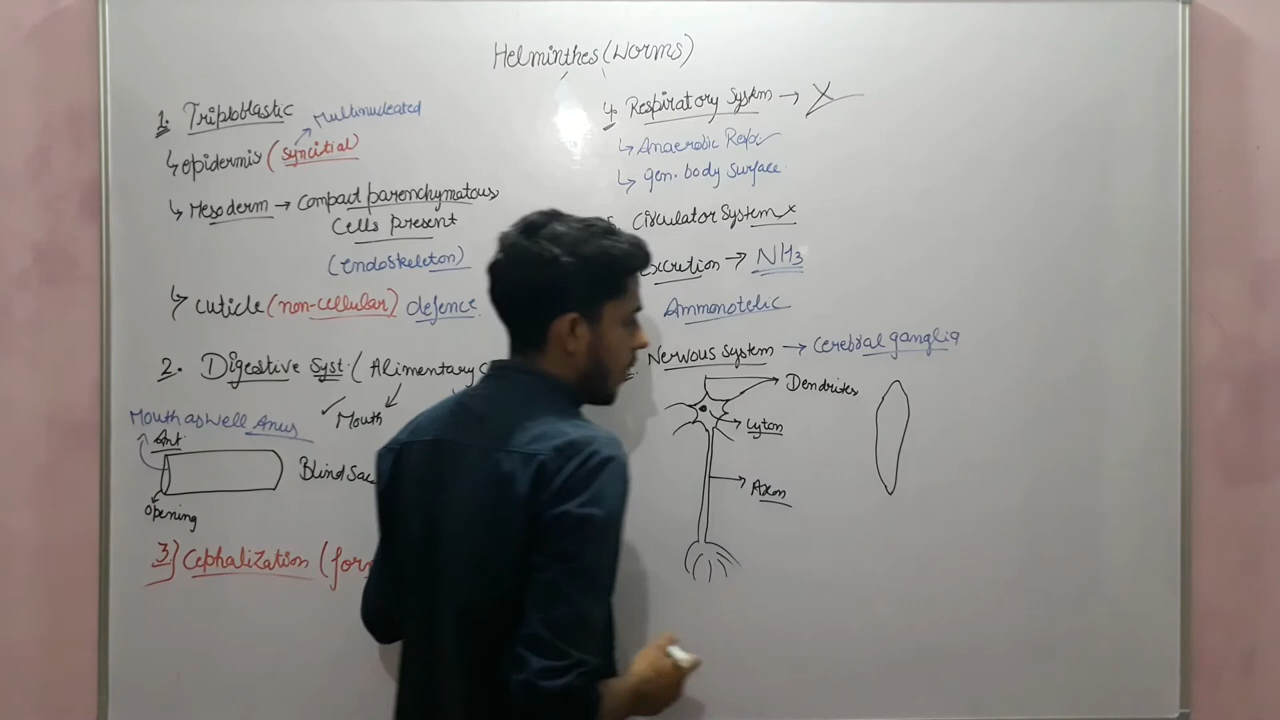 Helminthes (Worms)
1. Triploblastic
Multinucleated
↳ epidermis (syncitial)
↳ Mesoderm → Compact parenchymatous
Cells present
(endoskeleton)
↳ cuticle (non-cellular) defence.
2. Digestive Syst. (Alimentary
Mouth as well Anus
Mouth
Ant.
Blind Sac
opening
3) Cephalization (for
4. Respiratory System → X
↳ Anaerobic Resp
↳ gen. body surface.
Circulator System x
Excrution → NH3
Ammonotelic
Nervous System → Cerebral ganglia
Dendrites
Cyton
Axon